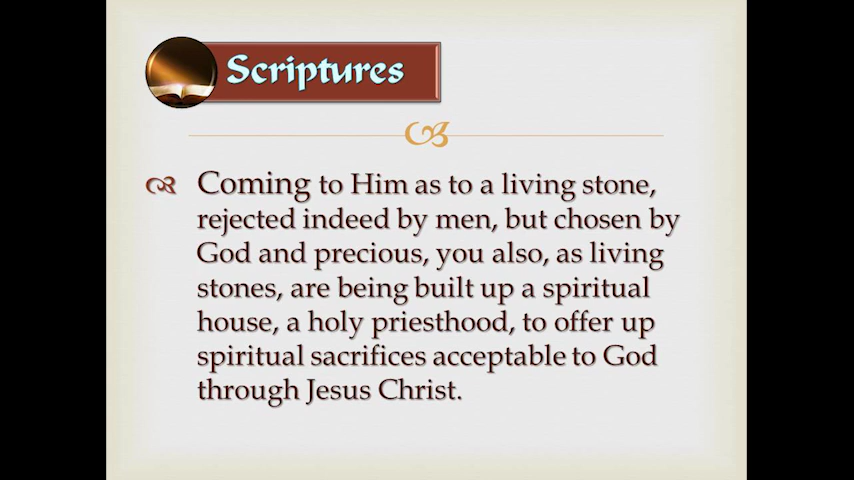 Scriptures
Coming to Him as to a living stone,
rejected indeed by men, but chosen by
God and precious, you also, as living
stones, are being built up a spiritual
house, a holy priesthood, to offer up
spiritual sacrifices acceptable to God
through Jesus Christ.